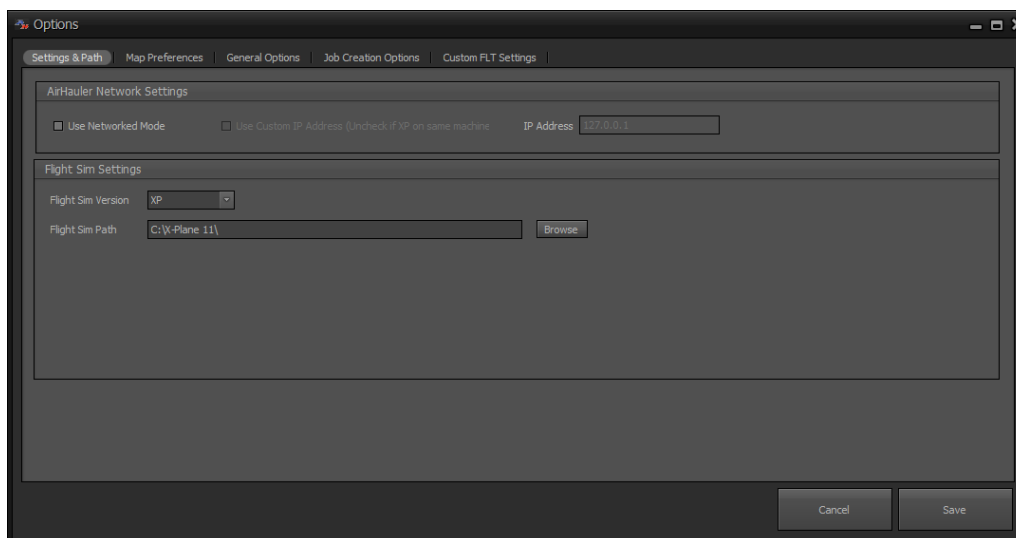 Options
Settings & Path Map Preferences General Options Job Creation Options Custom FLT Settings
AirHauler Network Settings
Use Networked Mode Use Custom IP Address (Uncheck if XP on same machine IP Address 127.0.0.1
Flight Sim Settings
Flight Sim Version XP
Flight Sim Path C:\X-Plane 11\ Browse
Cancel Save